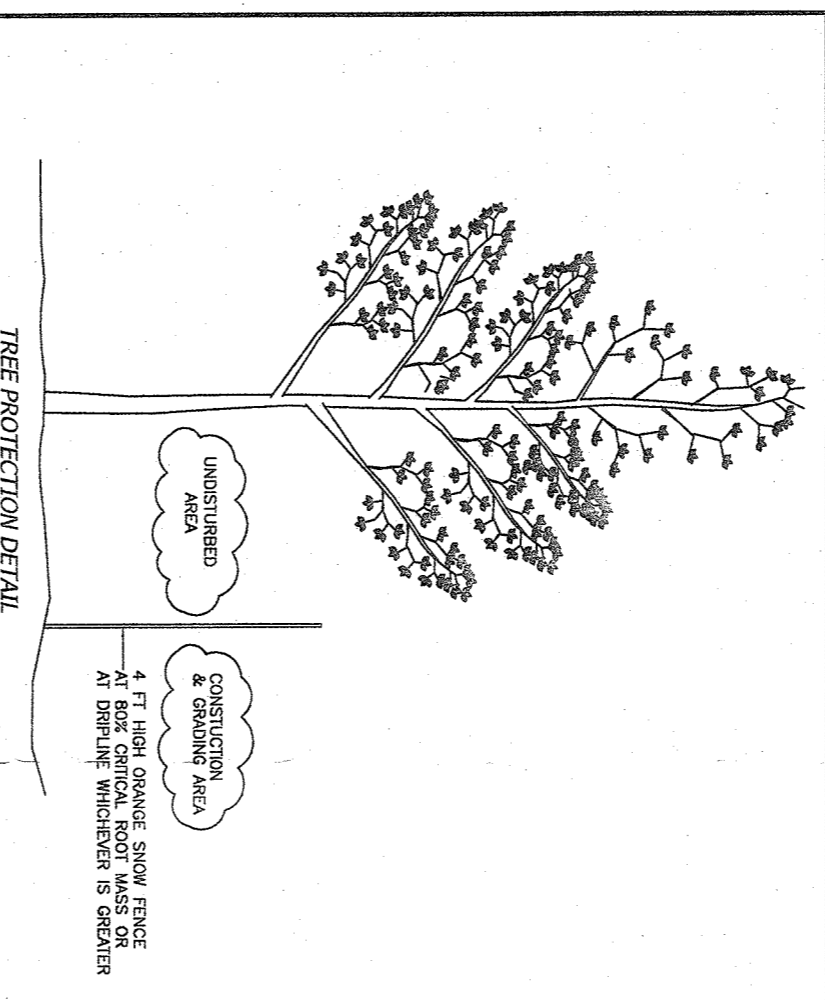 UNDISTURBED
AREA
CONSTUCTION
& GRADING AREA
4 FT HIGH ORANGE SNOW FENCE
AT 80% CRITICAL ROOT MASS OR
AT DRIPLINE WHICHEVER IS GREATER
TREE PROTECTION DETAIL